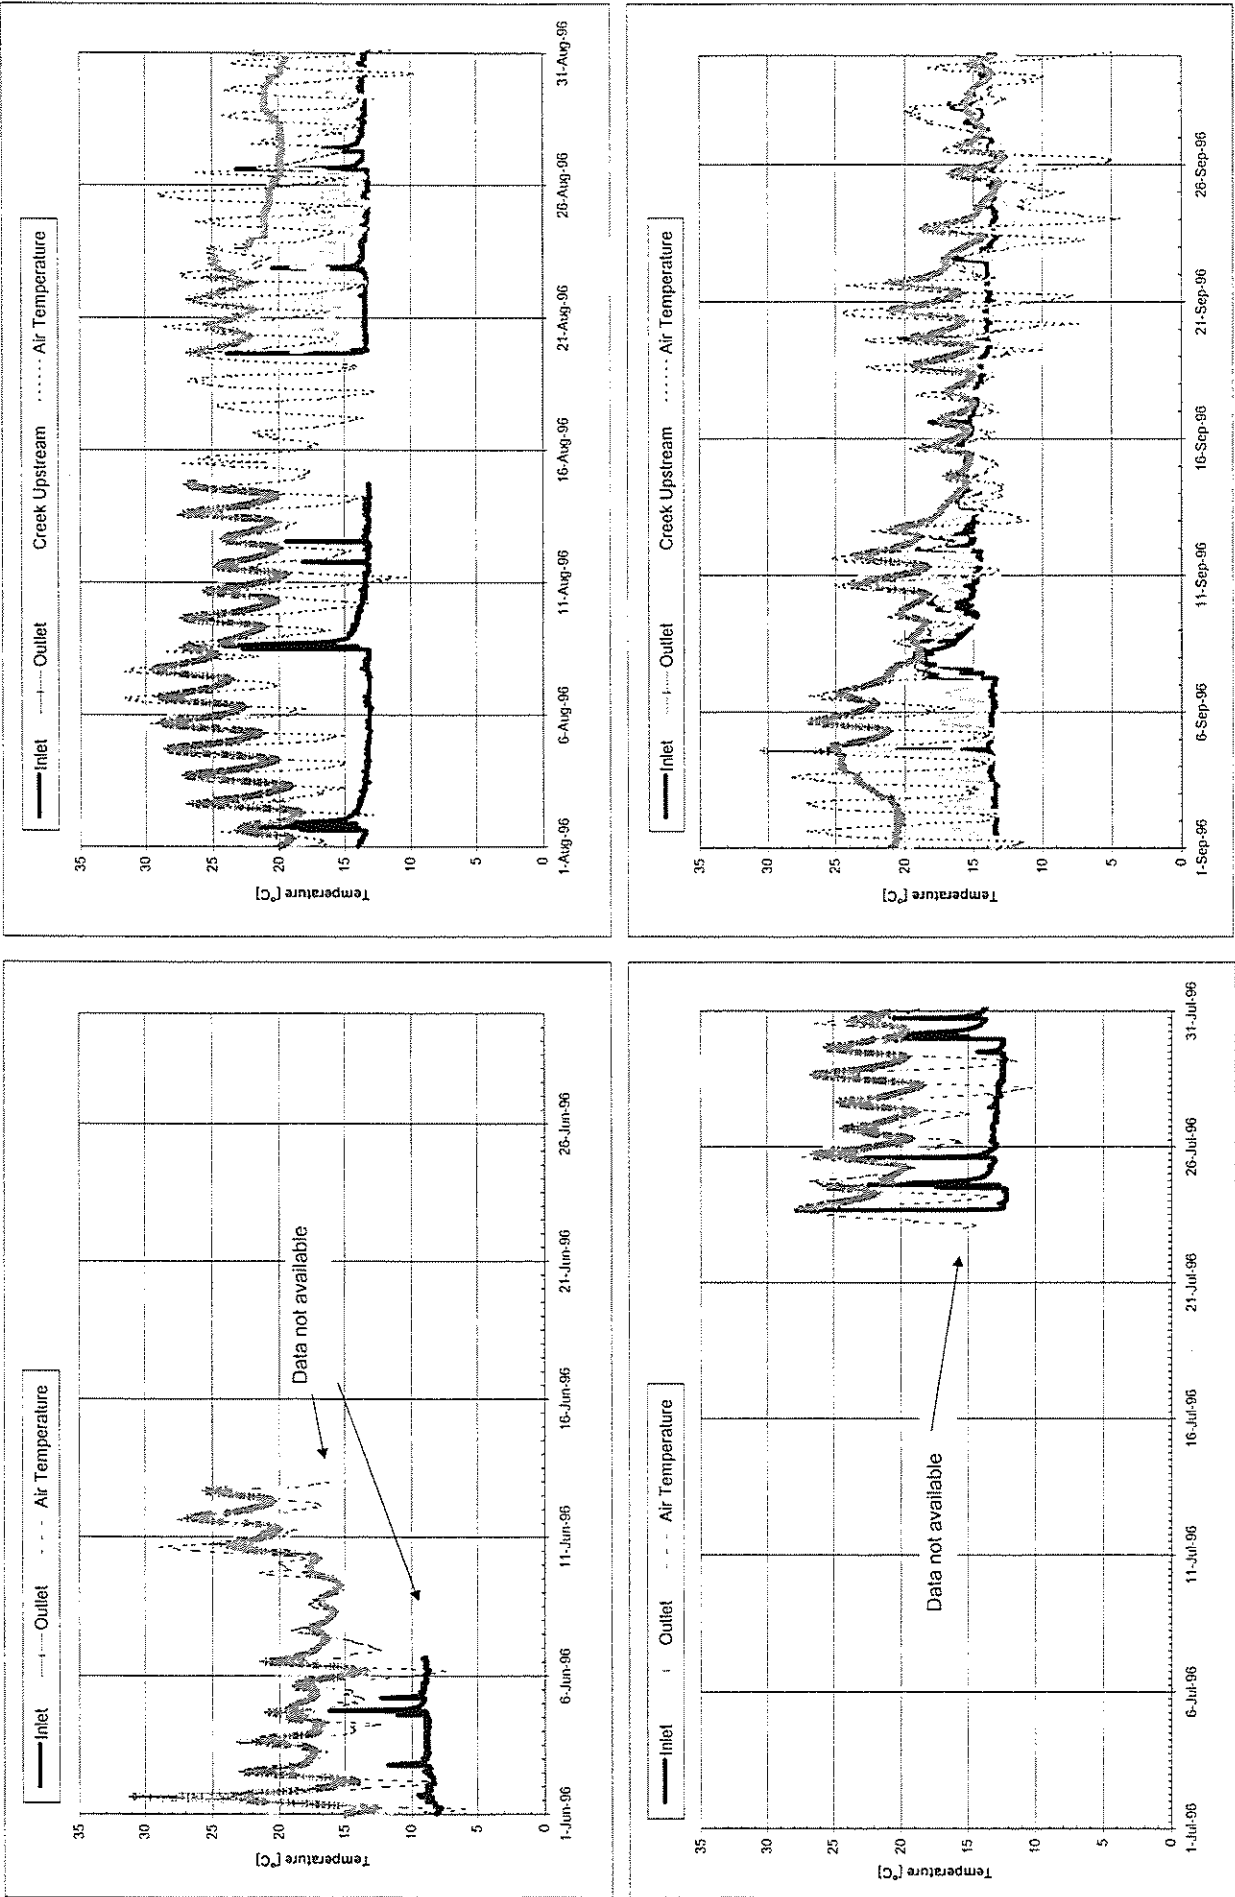 Inlet Outlet Air Temperature
Temperature [°C]
35
30
25
20
15
10
5
0
1-Jun-96 6-Jun-96 11-Jun-96 16-Jun-96 21-Jun-96 26-Jun-96
Data not available
Inlet Outlet Creek Upstream Air Temperature
Temperature [°C]
35
30
25
20
15
10
5
0
1-Aug-96 6-Aug-96 11-Aug-96 16-Aug-96 21-Aug-96 26-Aug-96 31-Aug-96
Inlet Outlet Air Temperature
Temperature [°C]
35
30
25
20
15
10
5
0
1-Jul-96 6-Jul-96 11-Jul-96 16-Jul-96 21-Jul-96 26-Jul-96 31-Jul-96
Data not available
Inlet Outlet Creek Upstream Air Temperature
Temperature [°C]
35
30
25
20
15
10
5
0
1-Sep-96 6-Sep-96 11-Sep-96 16-Sep-96 21-Sep-96 26-Sep-96